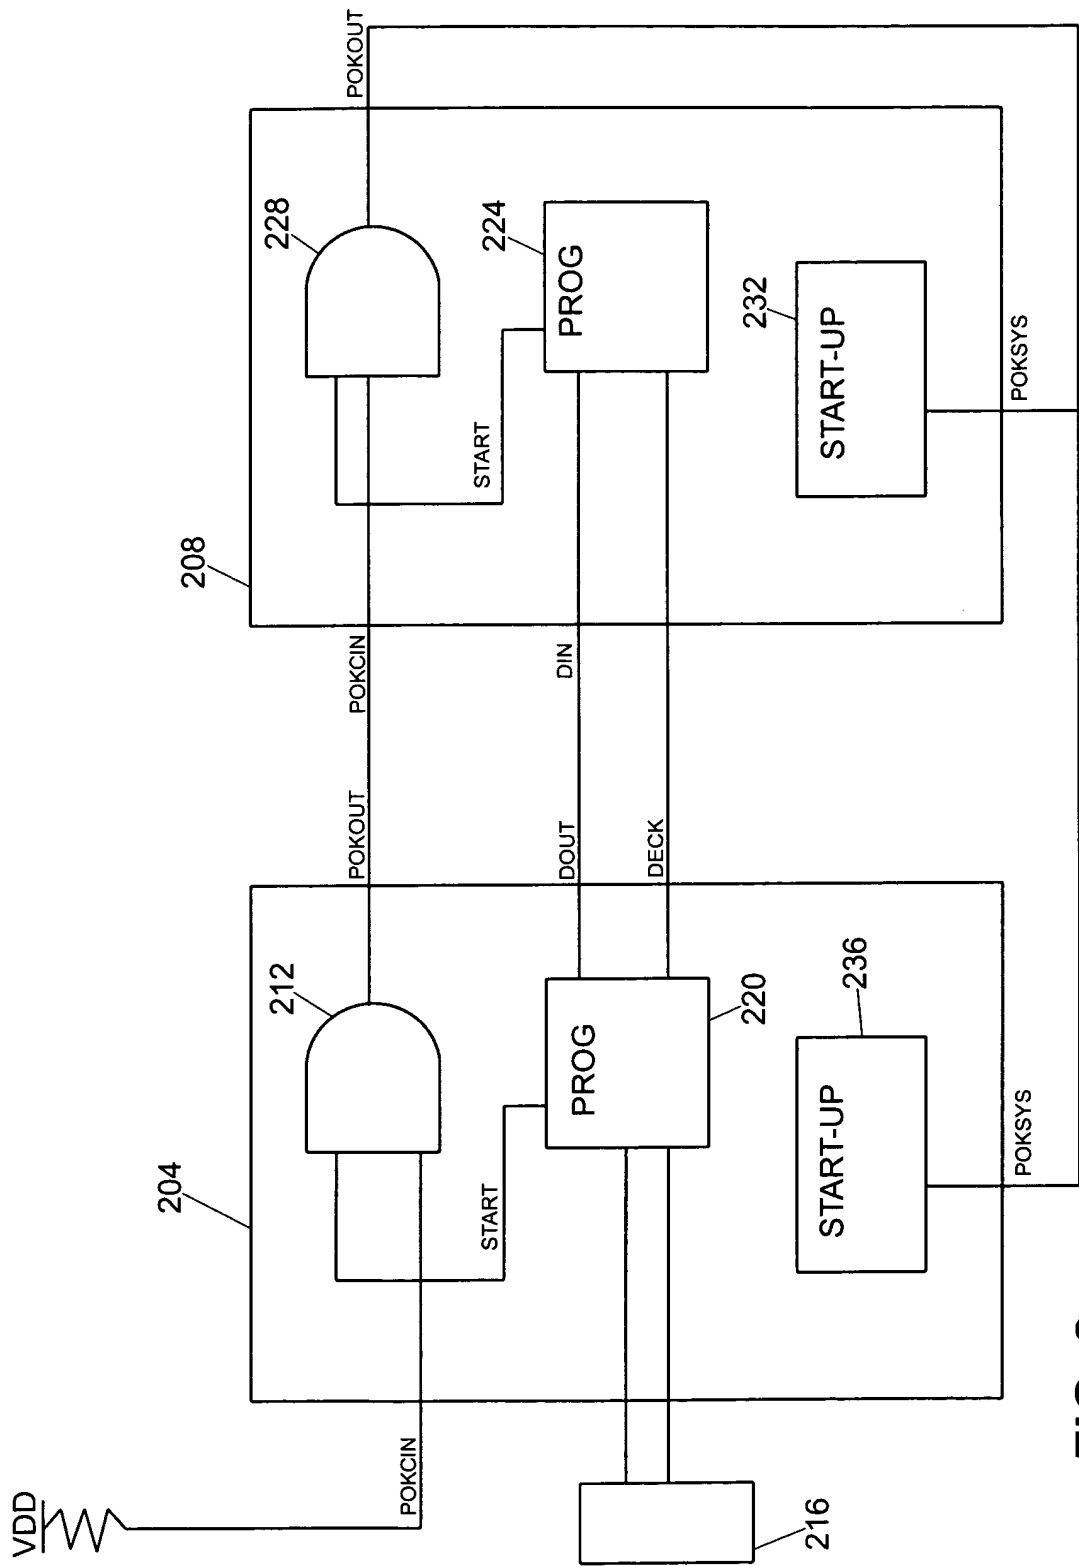 VDD
204
208
212
228
POKOUT
POKCIN
POKOUT
POKCIN
START
START
224
DOUT
DIN
PROG
PROG
DECK
220
232
216
START-UP
236
START-UP
POKSYS
POKSYS